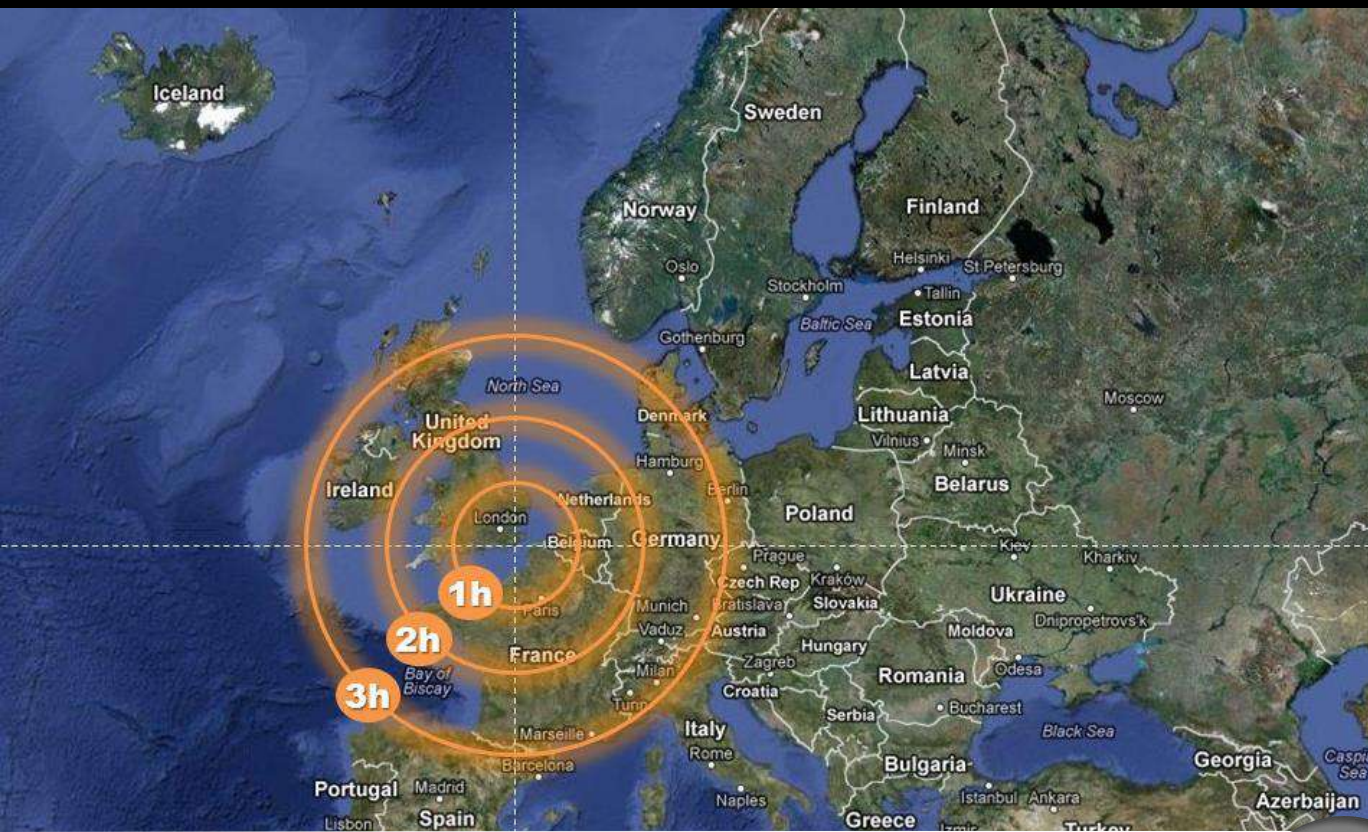 Iceland
Sweden
Norway
Finland
Oslo
Helsinki
St Petersburg
Stockholm
Tallin
Baltic Sea
Estonia
Gothenburg
Latvia
North Sea
Moscow
Denmark
Lithuania
United
Kingdom
Vilnius
Minsk
Hamburg
Belarus
Ireland
Berlin
Netherlands
Poland
London
Belgium
Germany
Kiev
Kharkiv
Prague
Czech Rep
Kraków
1h
Ukraine
Paris
Munich
Bratislava
Slovakia
Dnipropetrovs'k
Vaduz
Austria
Moldova
2h
Hungary
France
Zagreb
Odesa
Bay of
Biscay
Milan
Romania
3h
Croatia
Turin
Bucharest
Serbia
Marseille
Italy
Black Sea
Rome
Georgia
Barcelona
Bulgaria
Caspi
Sea
Portugal
Madrid
Naples
Istanbul
Ankara
Azerbaijan
Lisbon
Spain
Greece
Izmir
Turkey